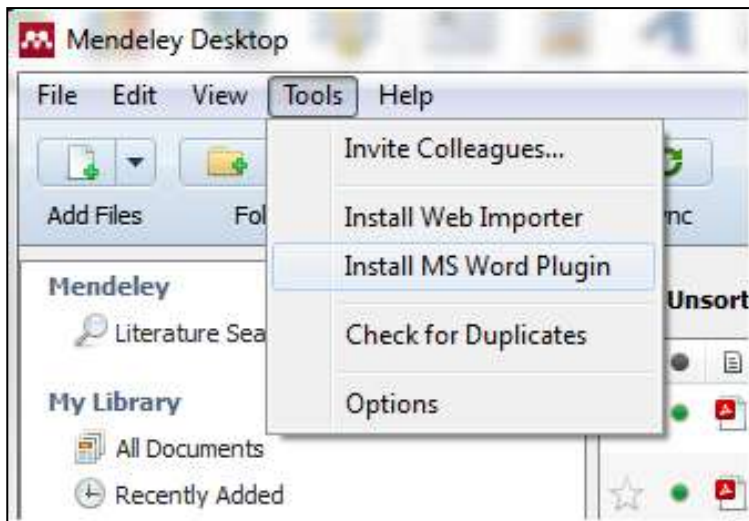 Mendeley Desktop
File Edit View Tools Help
Invite Colleagues...
Add Files
Install Web Importer
Install MS Word Plugin
Mendeley
Check for Duplicates
My Library
Options
All Documents
Recently Added